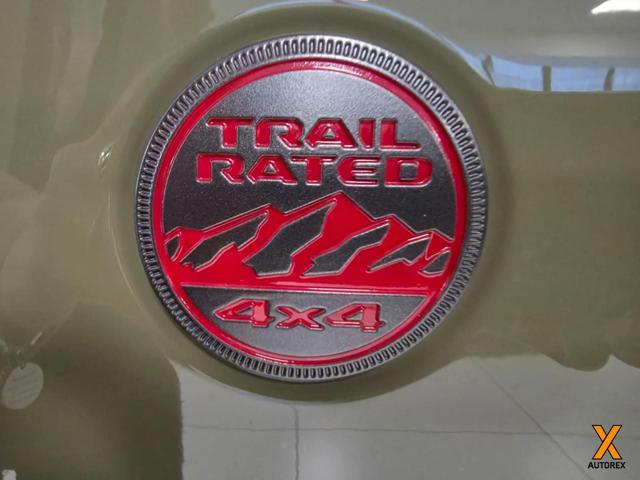 TRAIL
RATED
4x4
X
AUTOREX